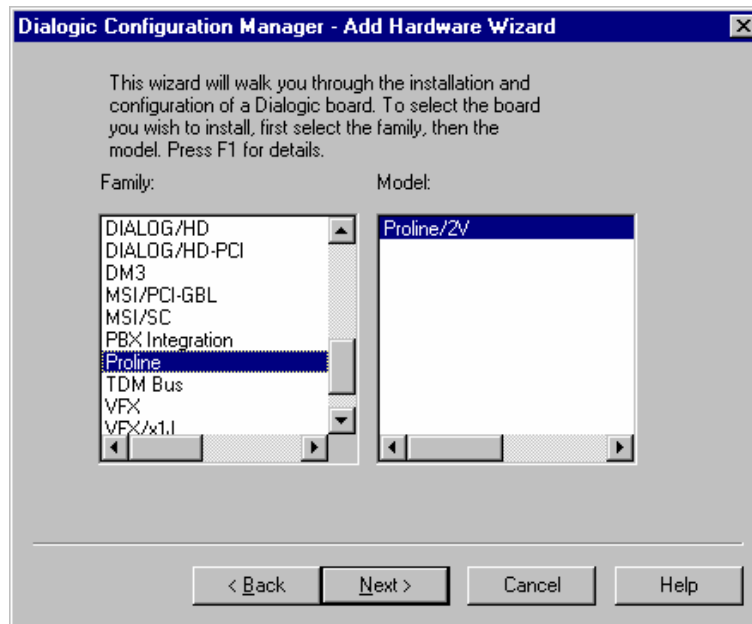 Dialogic Configuration Manager - Add Hardware Wizard
This wizard will walk you through the installation and
configuration of a Dialogic board. To select the board
you wish to install, first select the family, then the
model. Press F1 for details.
Family:
Model:
DIALOG/HD
DIALOG/HD-PCI
DM3
MSI/PCI-GBL
MSI/SC
PBX Integration
Proline
TDM Bus
VFX
VFX/x1J
Proline/2V
< Back
Next >
Cancel
Help